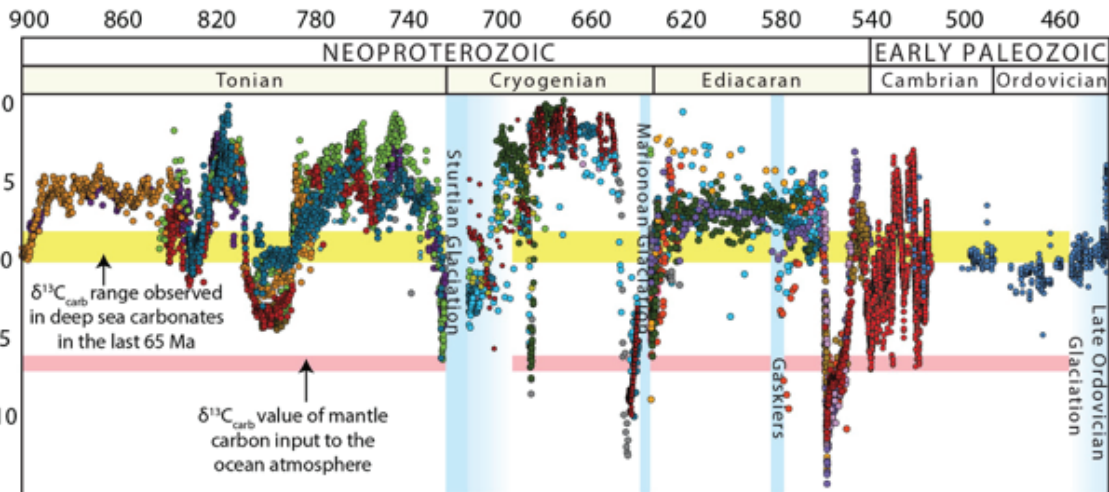 900 860 820 780 740 700 660 620 580 540 500 460
NEOPROTEROZOIC EARLY PALEOZOIC
Tonian Cryogenian Ediacaran Cambrian Ordovician
0
5
0
5
10
Sturtian Glaciation
Marionoan Glaciation
Gaskiers
Late Ordovician
Glaciation
δ¹³Ccarb range observed
in deep sea carbonates
in the last 65 Ma
δ¹³Ccarb value of mantle
carbon input to the
ocean atmosphere